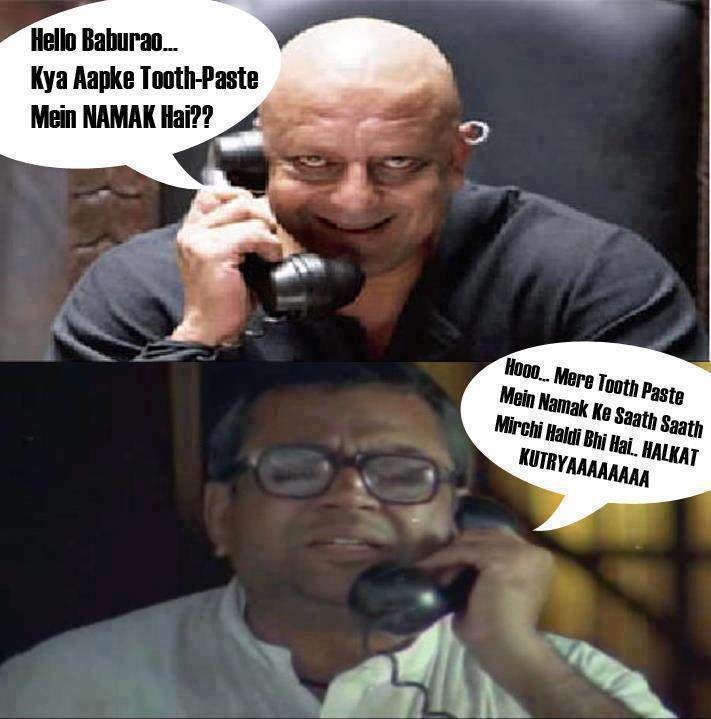 Hello Baburao...
Kya Aapke Tooth-Paste
Mein NAMAK Hai??
Hooo... Mere Tooth Paste
Mein Namak Ke Saath Saath
Mirchi Haldi Bhi Hai.. HALKAT
KUTRYAAAAAAAA